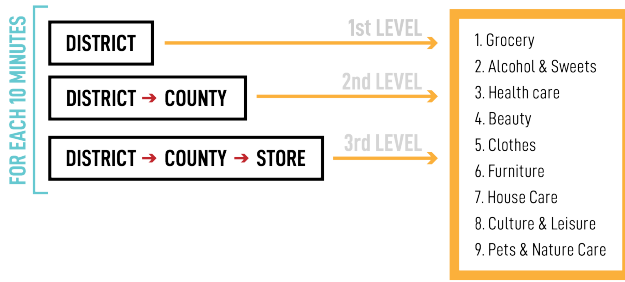 FOR EACH 10 MINUTES
DISTRICT
1st LEVEL
DISTRICT ➔ COUNTY
2nd LEVEL
DISTRICT ➔ COUNTY ➔ STORE
3rd LEVEL
1. Grocery
2. Alcohol & Sweets
3. Health care
4. Beauty
5. Clothes
6. Furniture
7. House Care
8. Culture & Leisure
9. Pets & Nature Care